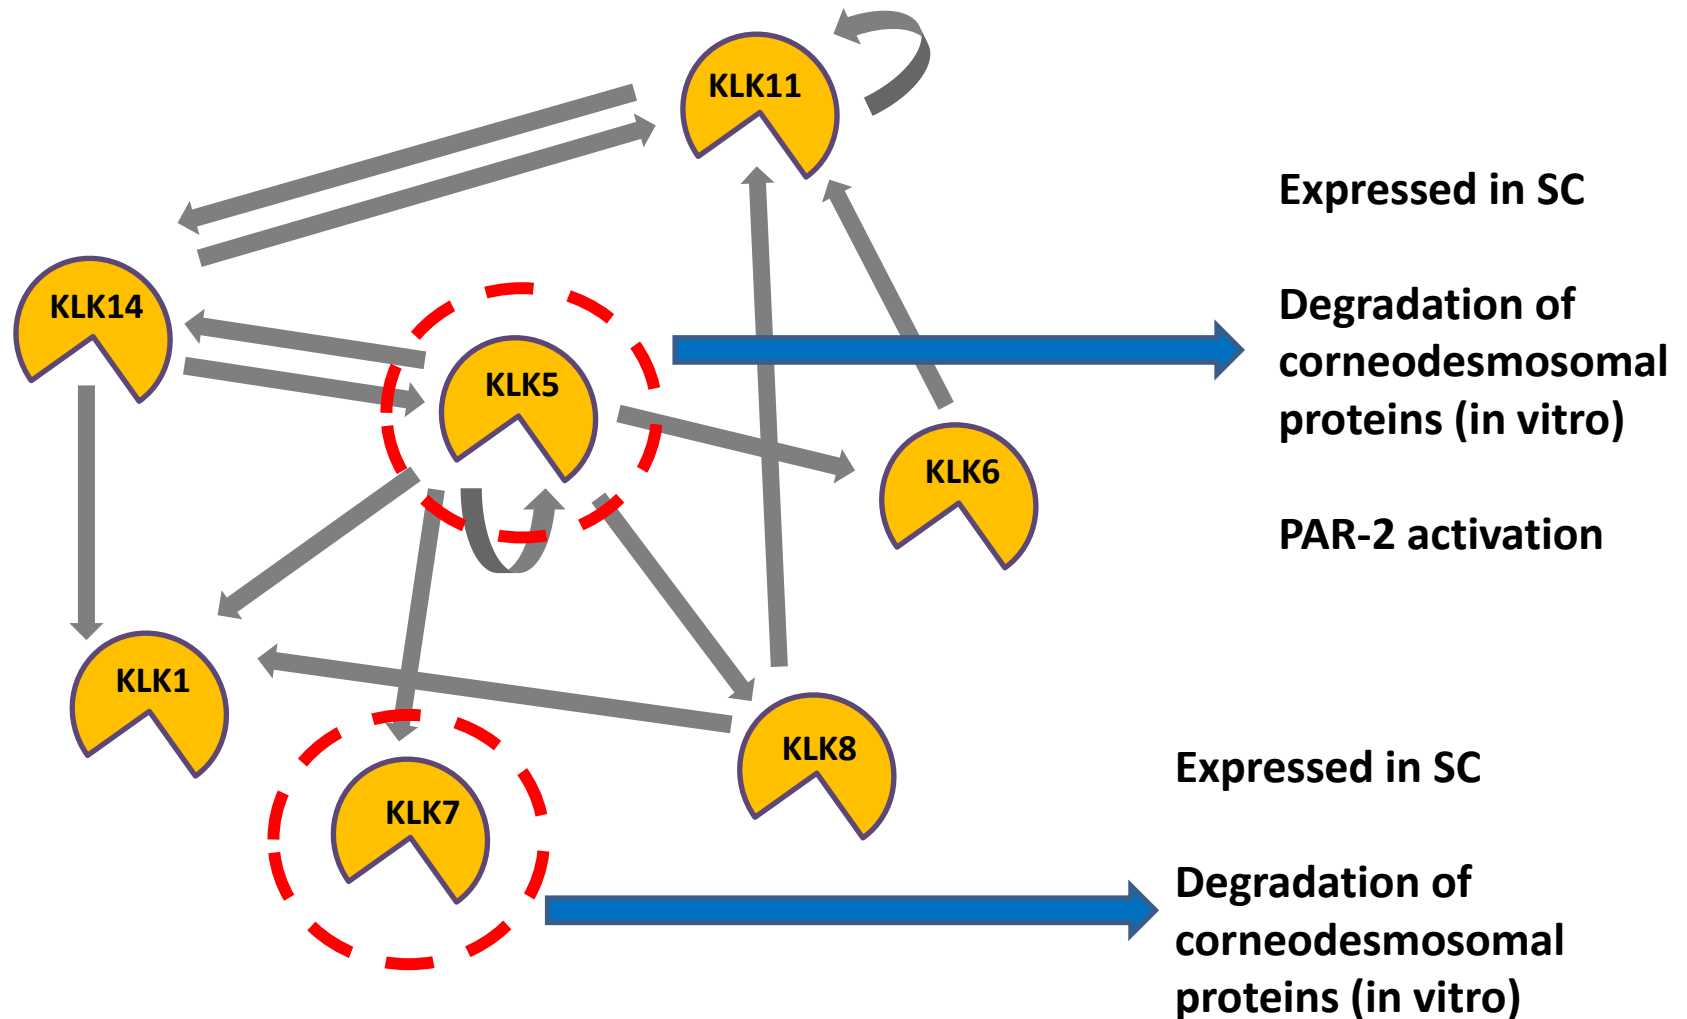 KLK11
Expressed in SC
KLK14
Degradation of
corneodesmosomal
proteins (in vitro)
KLK5
KLK6
PAR-2 activation
KLK1
KLK8
KLK7
Expressed in SC
Degradation of
corneodesmosomal
proteins (in vitro)